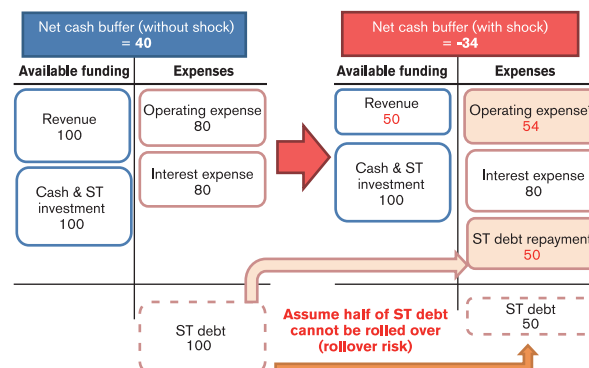 Net cash buffer (without shock)
= 40
Available funding
Expenses
Revenue
100
Operating expense
80
Cash & ST
investment
100
Interest expense
80
ST debt
100
Net cash buffer (with shock)
= -34
Available funding
Expenses
Revenue
50
Operating expense*
54
Cash & ST
investment
100
Interest expense
80
ST debt repayment
50
Assume half of ST debt
cannot be rolled over
(rollover risk)
ST debt
50